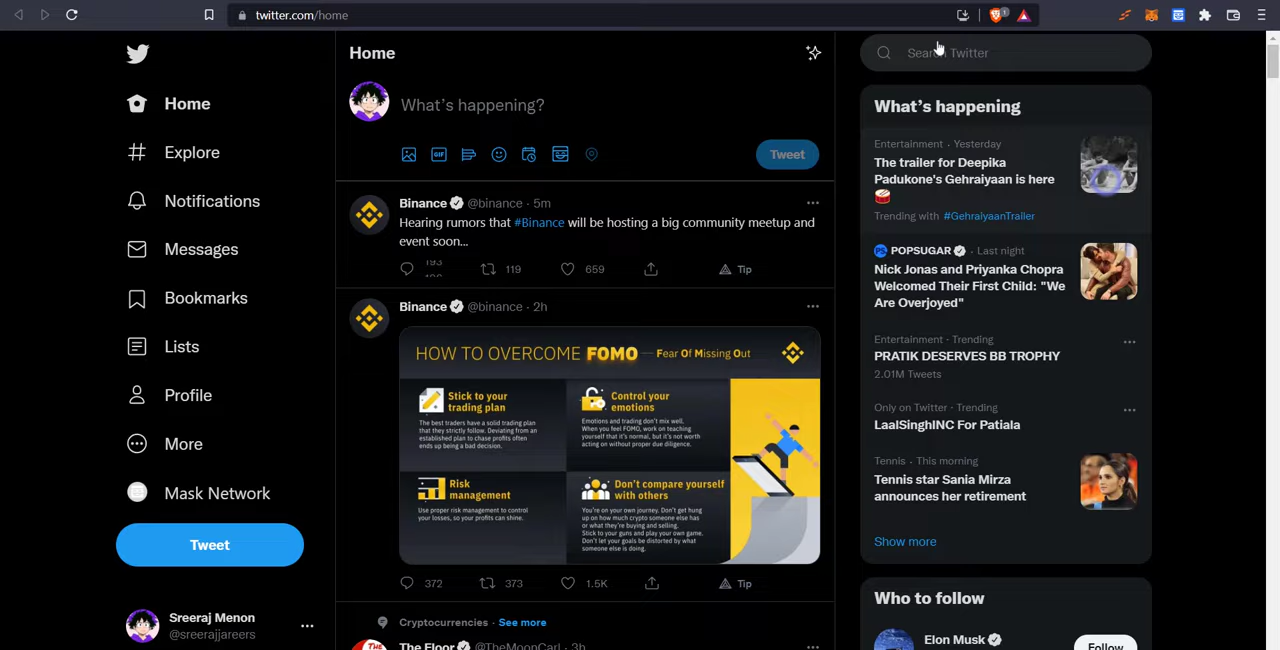 twitter.com/home
1
Home
Explore
Notifications
Messages
Bookmarks
Lists
Profile
More
Mask Network
Tweet
Sreeraj Menon
@sreerajjareers
Home
What's happening?
GIF
Tweet
Binance @binance · 5m
Hearing rumors that #Binance will be hosting a big community meetup and
event soon...
119 659 Tip
Binance @binance · 2h
HOW TO OVERCOME FOMO — Fear Of Missing Out
Stick to your
trading plan
The best traders have a solid trading plan
that they strictly follow. Deviating from an
established plan to chase profits often
ends up being a bad decision.
Control your
emotions
Emotions and trading don't mix well.
When you feel FOMO, work on teaching
yourself that it's normal, but it's not worth
acting on without proper due diligence.
Risk
management
Use proper risk management to control
your losses, so your profits can shine.
Don't compare yourself
with others
You're on your own journey. Don't get hung
up on how much crypto someone else has
or what they're buying and selling.
Stick to your guns and play your own game.
Don't let your goals be distorted by what
someone else is doing.
372 373 1.5K Tip
Cryptocurrencies · See more
The Floor @TheMoonCarl · 3h
THE
Search Twitter
What's happening
Entertainment · Yesterday
The trailer for Deepika
Padukone's Gehraiyaan is here
🥁
Trending with #GehraiyaanTrailer
POPSUGAR · Last night
Nick Jonas and Priyanka Chopra
Welcomed Their First Child: "We
Are Overjoyed"
Entertainment · Trending
PRATIK DESERVES BB TROPHY
2.01M Tweets
Only on Twitter · Trending
LaalSinghINC For Patiala
Tennis · This morning
Tennis star Sania Mirza
announces her retirement
Show more
Who to follow
Elon Musk
Follow